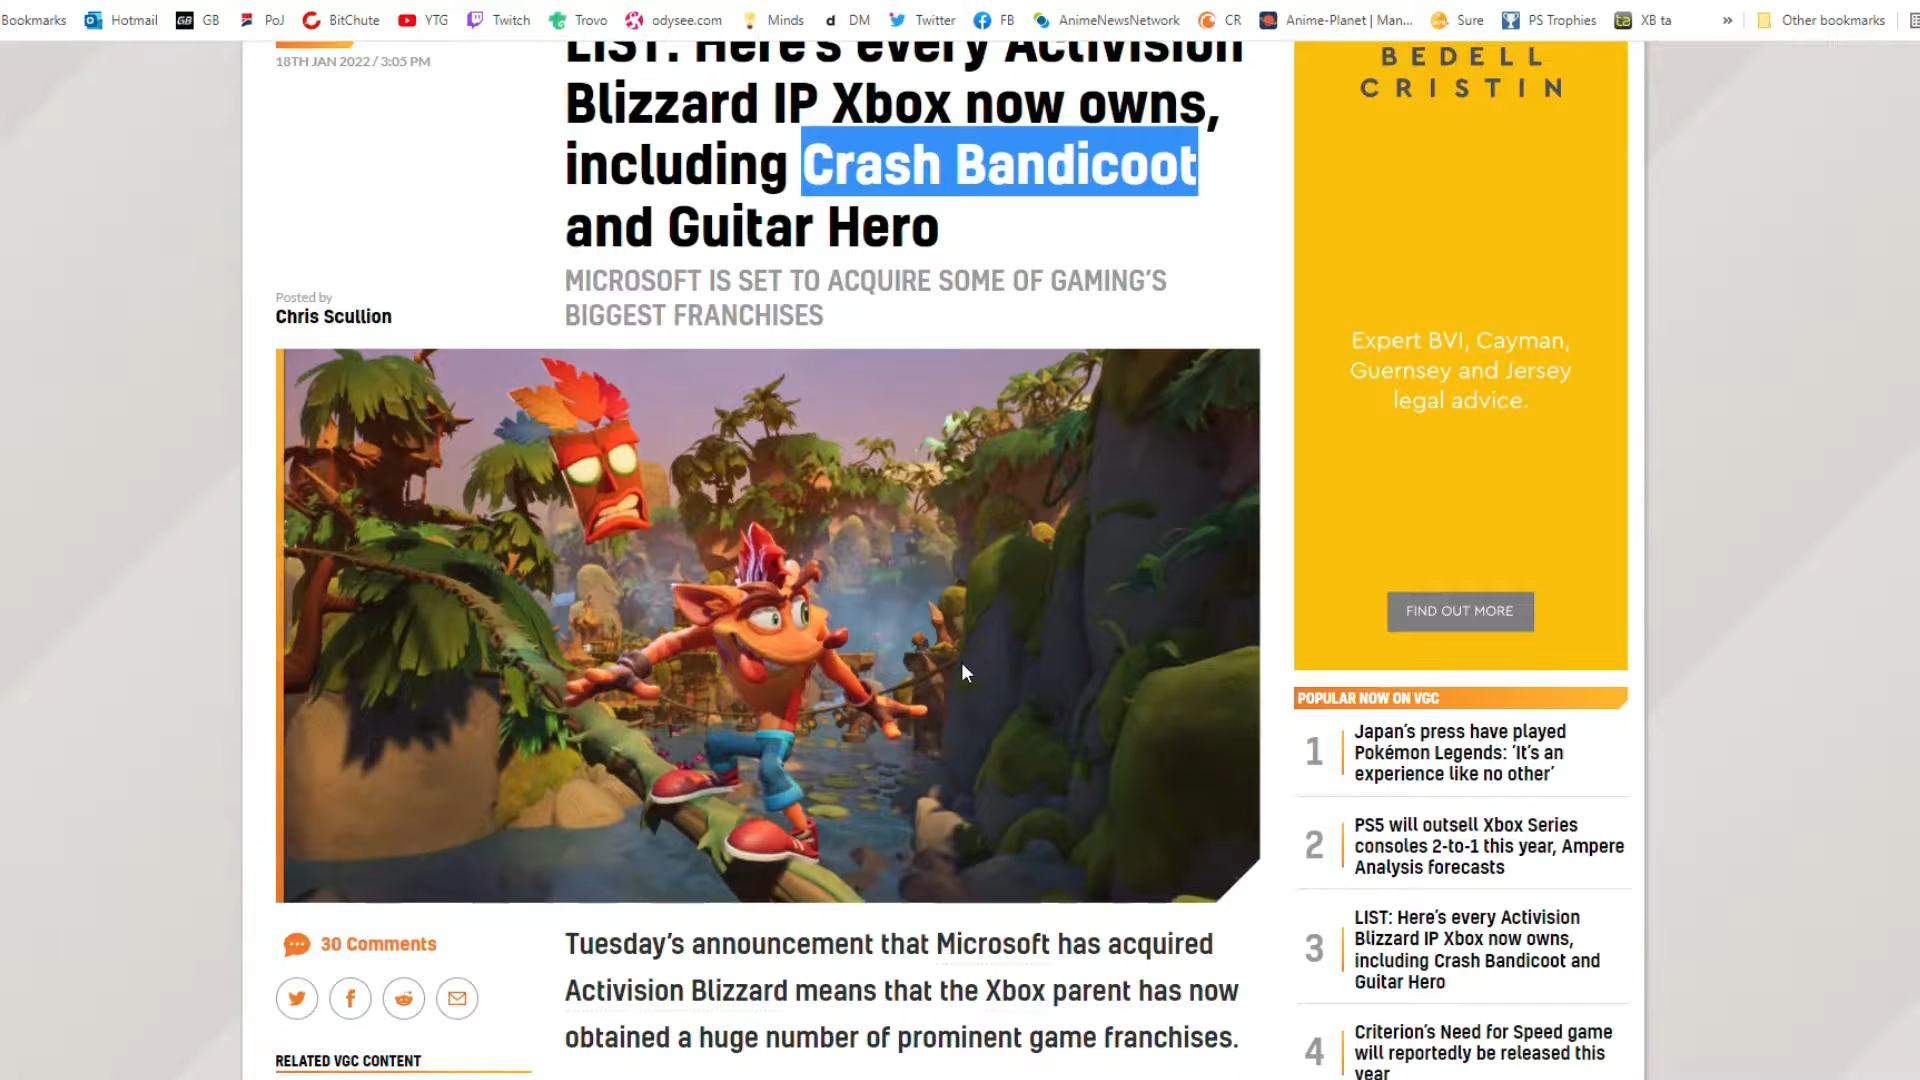 Bookmarks Hotmail GB GB PoJ BitChute YTG Twitch Trovo odysee.com Minds d DM Twitter FB AnimeNewsNetwork CR Anime-Planet | Man... Sure PS Trophies XB ta » Other bookmarks
18TH JAN 2022 / 3:05 PM
LIST: Here's every Activision
Blizzard IP Xbox now owns,
including Crash Bandicoot
and Guitar Hero
MICROSOFT IS SET TO ACQUIRE SOME OF GAMING'S
BIGGEST FRANCHISES
Posted by
Chris Scullion
30 Comments
RELATED VGC CONTENT
Tuesday's announcement that Microsoft has acquired
Activision Blizzard means that the Xbox parent has now
obtained a huge number of prominent game franchises.
BEDELL
CRISTIN
Expert BVI, Cayman,
Guernsey and Jersey
legal advice.
FIND OUT MORE
POPULAR NOW ON VGC
1
Japan's press have played
Pokémon Legends: 'It's an
experience like no other'
2
PS5 will outsell Xbox Series
consoles 2-to-1 this year, Ampere
Analysis forecasts
3
LIST: Here's every Activision
Blizzard IP Xbox now owns,
including Crash Bandicoot and
Guitar Hero
4
Criterion's Need for Speed game
will reportedly be released this
year